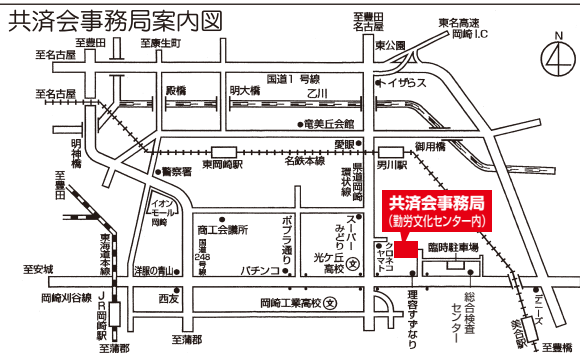 共済会事務局案内図
至豊田
至康生町
至豊田
名古屋
東名高速
岡崎I.C
N
至名古屋
東公園
国道1号線
トイザらス
至名古屋
殿橋
明大橋
乙川
竜美丘会館
明神橋
愛眼
御用橋
東岡崎駅
名鉄本線
男川駅
警察署
県道岡崎
環状線
至豊田
イオン
モール
岡崎
共済会事務局
(勤労文化センター内)
商工会議所
ポプラ通り
スーパー
みどり
東海道本線
国道
248
号線
光ケ丘
高校
文
クロネコ
ヤマト
臨時駐車場
至安城
洋服の青山
パチンコ
岡崎刈谷線
JR岡崎駅
西友
岡崎工業高校
文
理容すずなり
総合検査
センター
デニーズ
美合駅
至蒲郡
至蒲郡
至豊橋